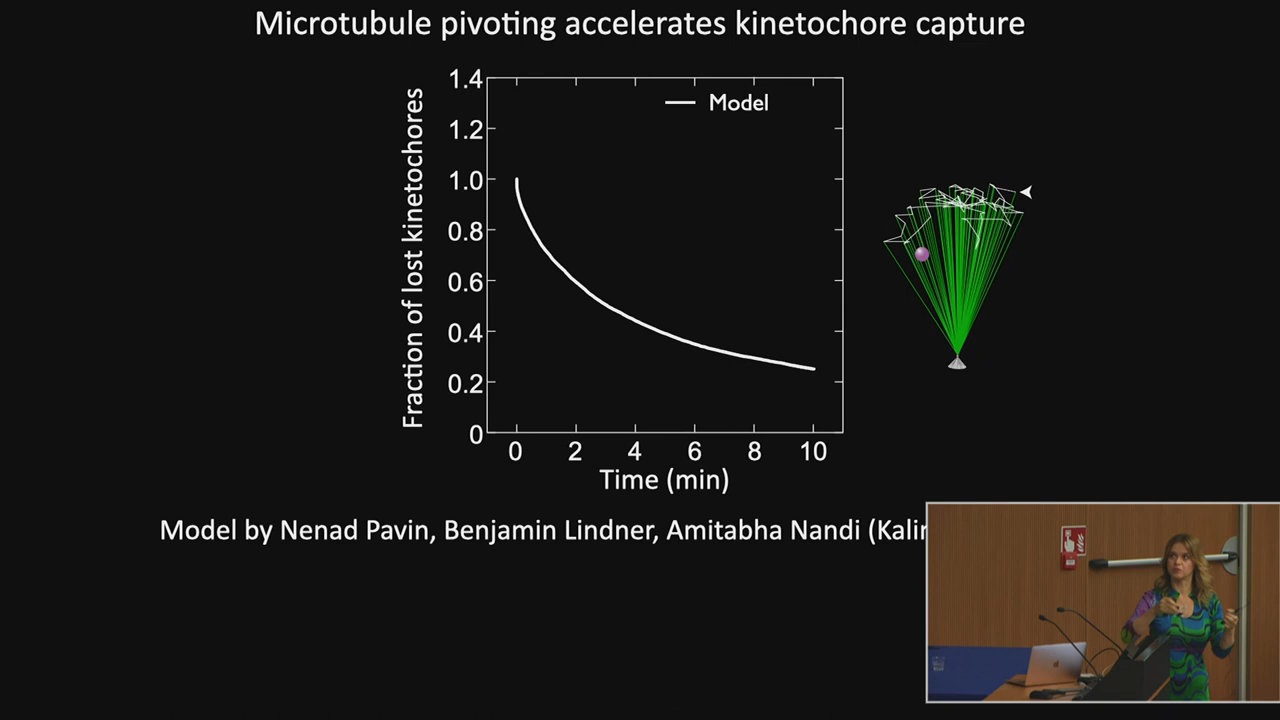 Microtubule pivoting accelerates kinetochore capture
Model
Fraction of lost kinetochores
1.4
1.2
1.0
0.8
0.6
0.4
0.2
0
0 2 4 6 8 10
Time (min)
Model by Nenad Pavin, Benjamin Lindner, Amitabha Nandi